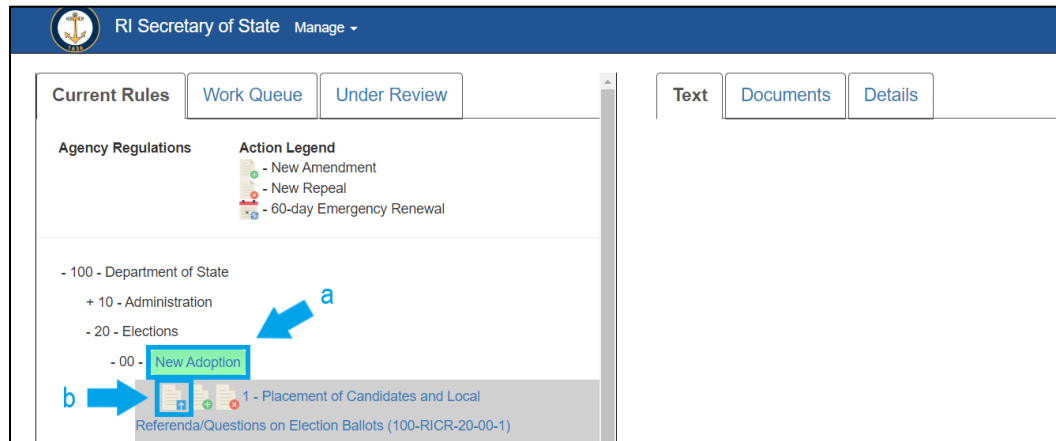 RI Secretary of State Manage
1636
Current Rules Work Queue Under Review
Text Documents Details
Agency Regulations Action Legend
- New Amendment
- New Repeal
- 60-day Emergency Renewal
- 100 - Department of State
+ 10 - Administration
a
- 20 - Elections
- 00 - New Adoption
b
1 - Placement of Candidates and Local
Referenda/Questions on Election Ballots (100-RICR-20-00-1)